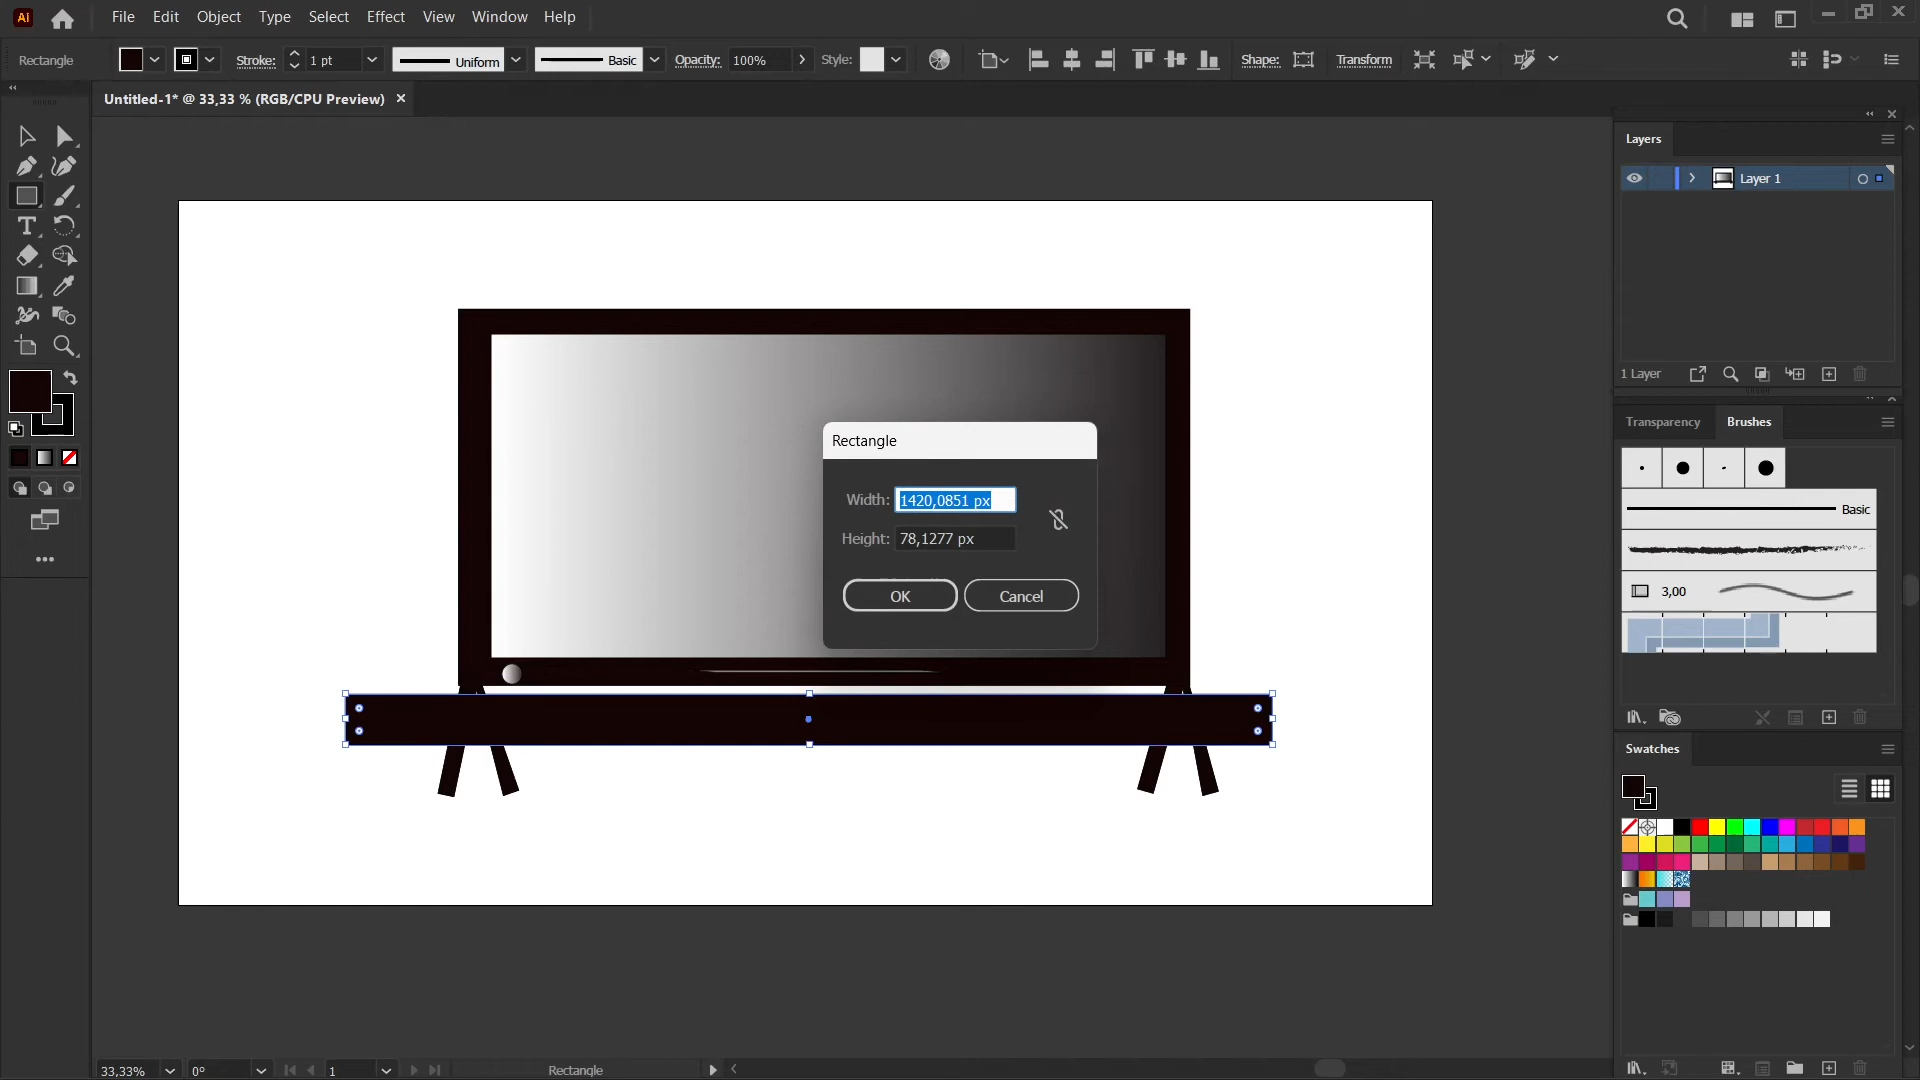 Ai File Edit Object Type Select Effect View Window Help
Rectangle Stroke: 1 pt Uniform Basic Opacity: 100% Style: Shape: Transform
Untitled-1* @ 33,33 % (RGB/CPU Preview)
Layers
Layer 1
1 Layer
Transparency Brushes
Basic
3,00
Rectangle
Width: 1420,0851 px
Height: 78,1277 px
OK Cancel
Swatches
33,33% 0° 1 Rectangle